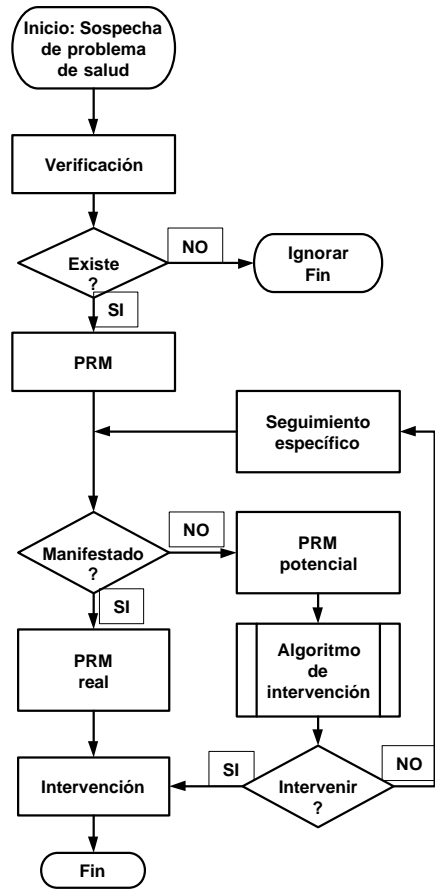 Inicio: Sospecha
de problema
de salud
Verificación
Existe
?
NO
Ignorar
Fin
SI
PRM
Seguimiento
específico
Manifestado
?
NO
PRM
potencial
SI
PRM
real
Algoritmo
de
intervención
Intervención
SI
Intervenir
?
NO
Fin